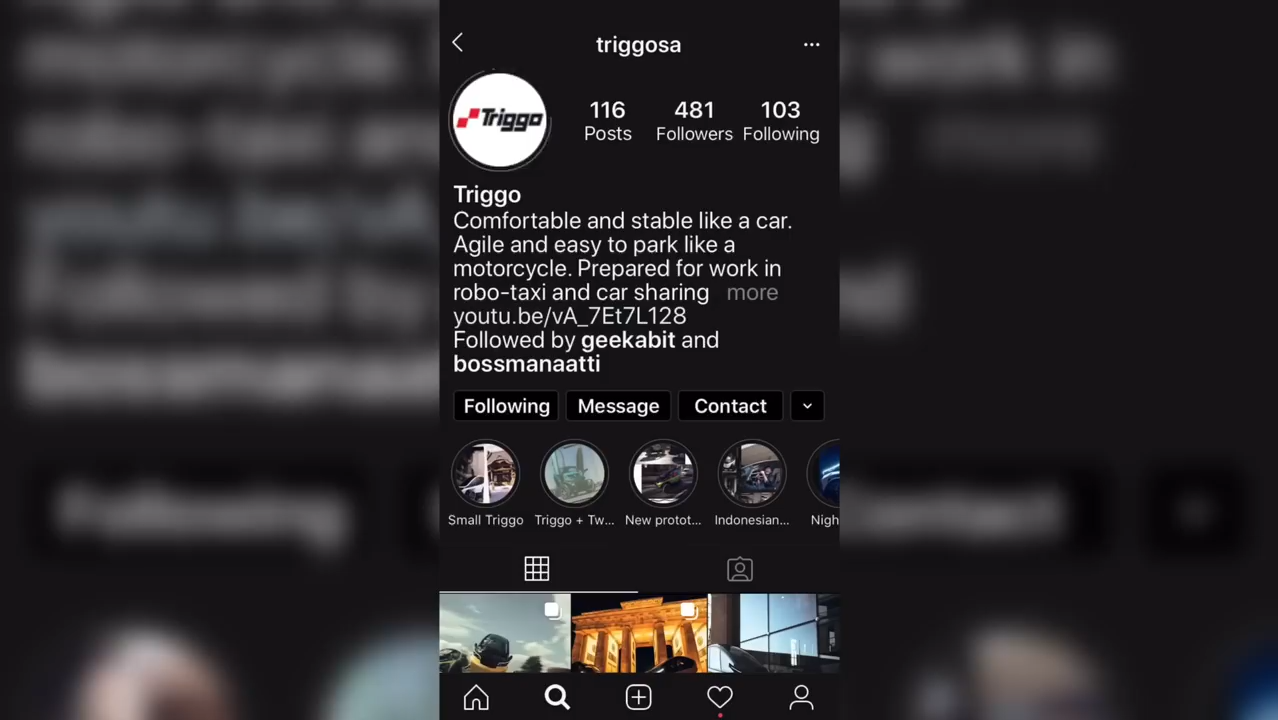 triggosa
Triggo
116
481
103
Posts
Followers
Following
Triggo
Comfortable and stable like a car.
Agile and easy to park like a
motorcycle. Prepared for work in
robo-taxi and car sharing more
youtu.be/vA_7Et7L128
Followed by geekabit and
bossmanaatti
Following
Message
Contact
Small Triggo
Triggo + Tw...
New protot...
Indonesian...
Nigh